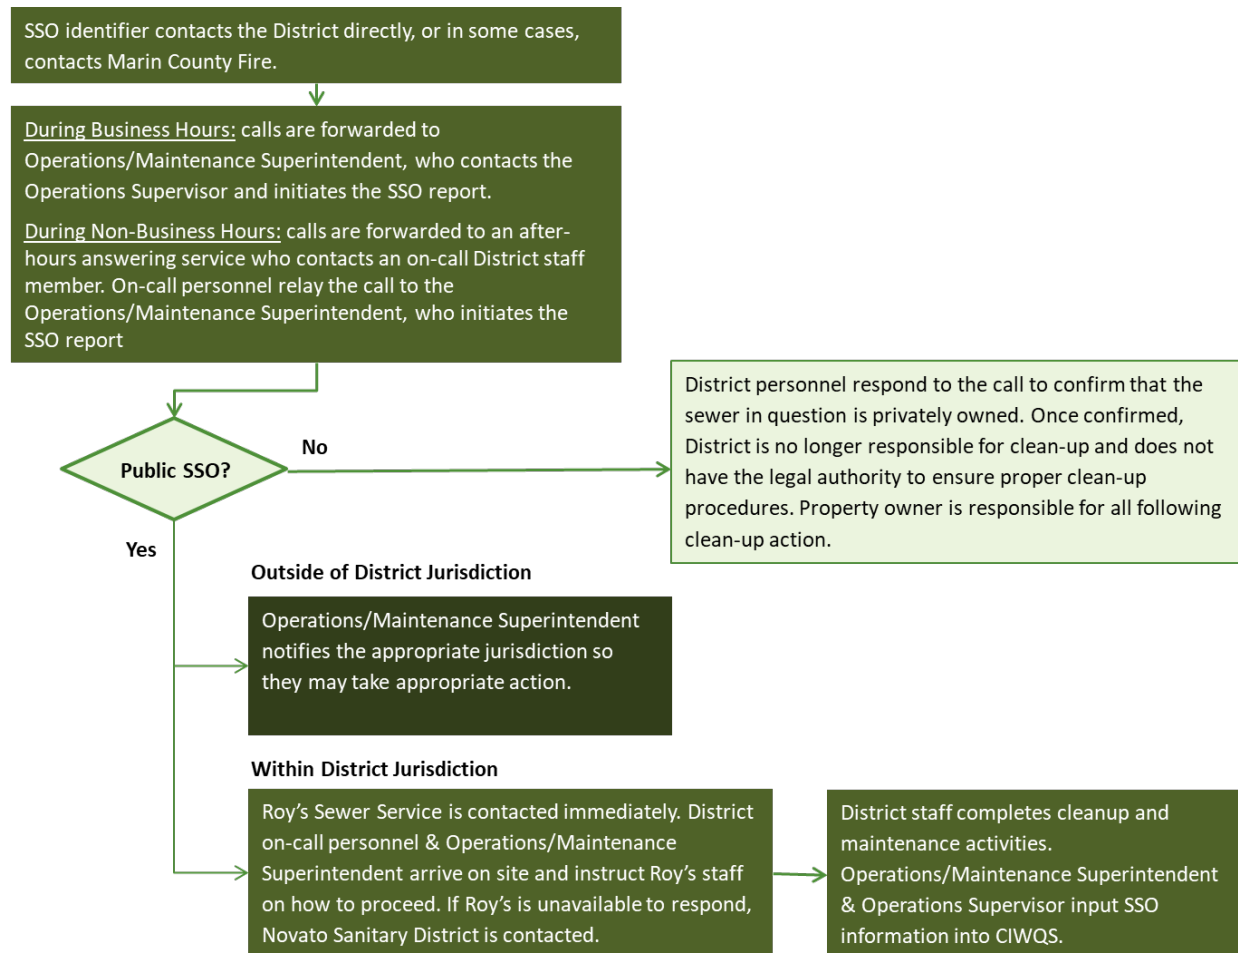 SSO identifier contacts the District directly, or in some cases,
contacts Marin County Fire.
During Business Hours: calls are forwarded to
Operations/Maintenance Superintendent, who contacts the
Operations Supervisor and initiates the SSO report.
During Non-Business Hours: calls are forwarded to an after-
hours answering service who contacts an on-call District staff
member. On-call personnel relay the call to the
Operations/Maintenance Superintendent, who initiates the
SSO report
Public SSO?
No
District personnel respond to the call to confirm that the
sewer in question is privately owned. Once confirmed,
District is no longer responsible for clean-up and does not
have the legal authority to ensure proper clean-up
procedures. Property owner is responsible for all following
clean-up action.
Yes
Outside of District Jurisdiction
Operations/Maintenance Superintendent
notifies the appropriate jurisdiction so
they may take appropriate action.
Within District Jurisdiction
Roy’s Sewer Service is contacted immediately. District
on-call personnel & Operations/Maintenance
Superintendent arrive on site and instruct Roy’s staff
on how to proceed. If Roy’s is unavailable to respond,
Novato Sanitary District is contacted.
District staff completes cleanup and
maintenance activities.
Operations/Maintenance Superintendent
& Operations Supervisor input SSO
information into CIWQS.